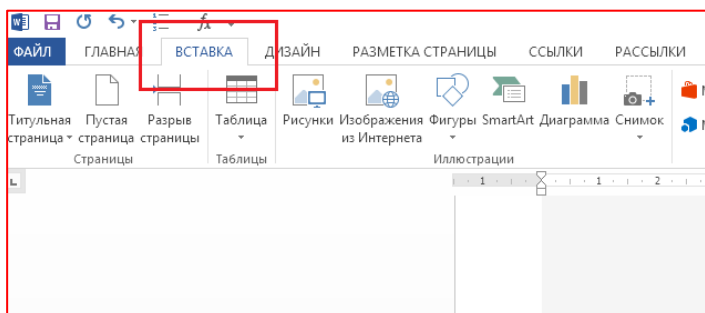 fx
ФАЙЛ ГЛАВНАЯ ВСТАВКА ДИЗАЙН РАЗМЕТКА СТРАНИЦЫ ССЫЛКИ РАССЫЛКИ
Титульная Пустая Разрыв Таблица Рисунки Изображения Фигуры SmartArt Диаграмма Снимок
страница страница страницы из Интернета
Страницы Таблицы Иллюстрации
1 1 2